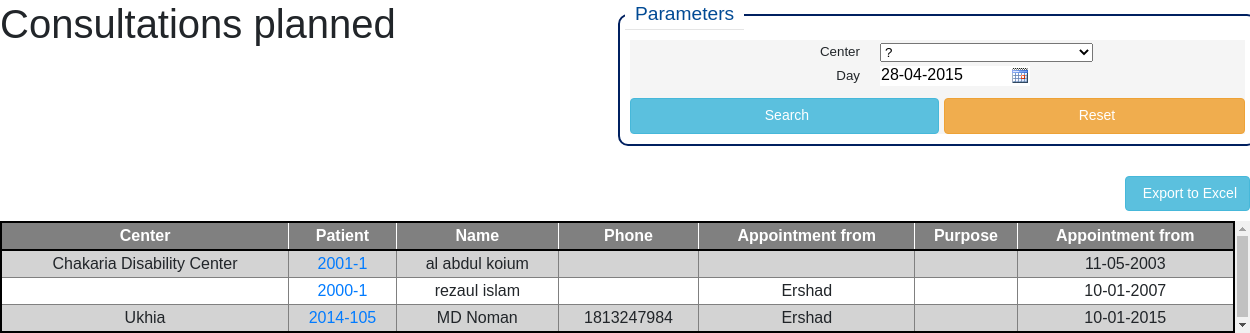 Consultations planned
Parameters
Center ?
Day 28-04-2015
Search Reset
Export to Excel
Center Patient Name Phone Appointment from Purpose Appointment from
Chakaria Disability Center 2001-1 al abdul koium 11-05-2003
2000-1 rezaul islam Ershad 10-01-2007
Ukhia 2014-105 MD Noman 1813247984 Ershad 10-01-2015